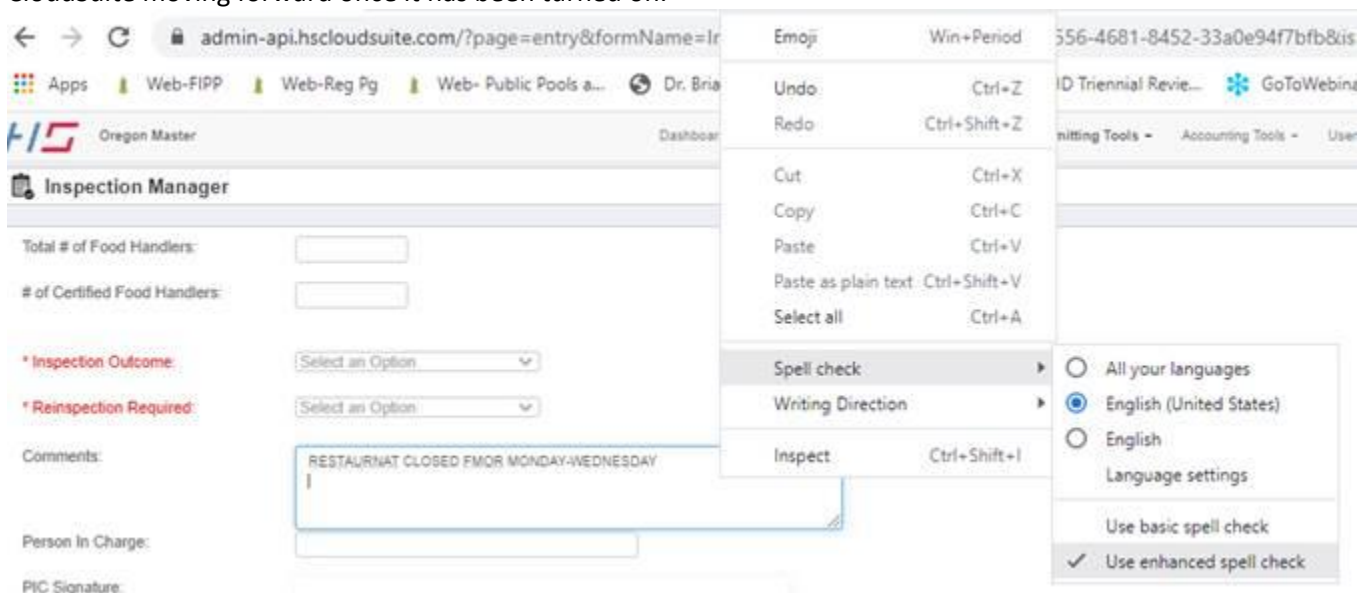 CloudSuite moving forward once it has been turned on.
admin-api.hscloudsuite.com/?page=entry&formName=Ir
556-4681-8452-33a0e94f7bfb&is
Apps Web-FIPP Web-Reg Pg Web- Public Pools a... Dr. Bria
ID Triennial Revie... GoToWebina
HS Oregon Master Dashboar
mitting Tools Accounting Tools User
Inspection Manager
Total # of Food Handlers:
# of Certified Food Handlers:
* Inspection Outcome: Select an Option
* Reinspection Required: Select an Option
Comments: RESTAURNAT CLOSED FMOR MONDAY-WEDNESDAY
Person In Charge:
PIC Signature:
Emoji Win+Period
Undo Ctrl+Z
Redo Ctrl+Shift+Z
Cut Ctrl+X
Copy Ctrl+C
Paste Ctrl+V
Paste as plain text Ctrl+Shift+V
Select all Ctrl+A
Spell check
Writing Direction
Inspect Ctrl+Shift+I
All your languages
English (United States)
English
Language settings
Use basic spell check
Use enhanced spell check